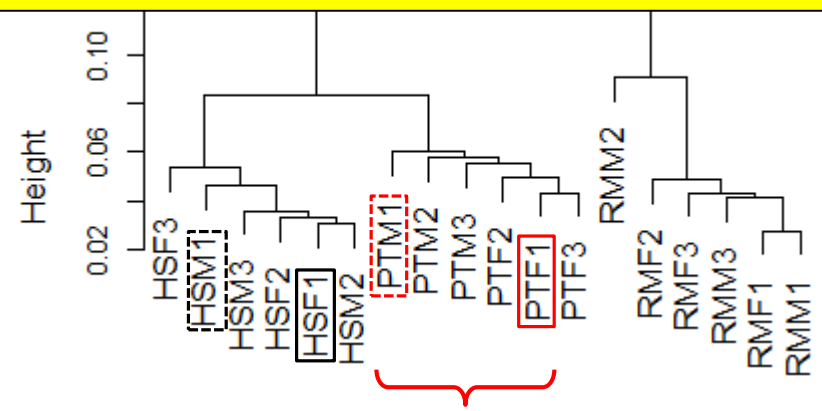 Height
0.10
0.06
0.02
HSF3
HSM1
HSM3
HSF2
HSF1
HSM2
PTM1
PTM2
PTM3
PTF2
PTF1
PTF3
RMM2
RMF2
RMF3
RMM3
RMF1
RMM1